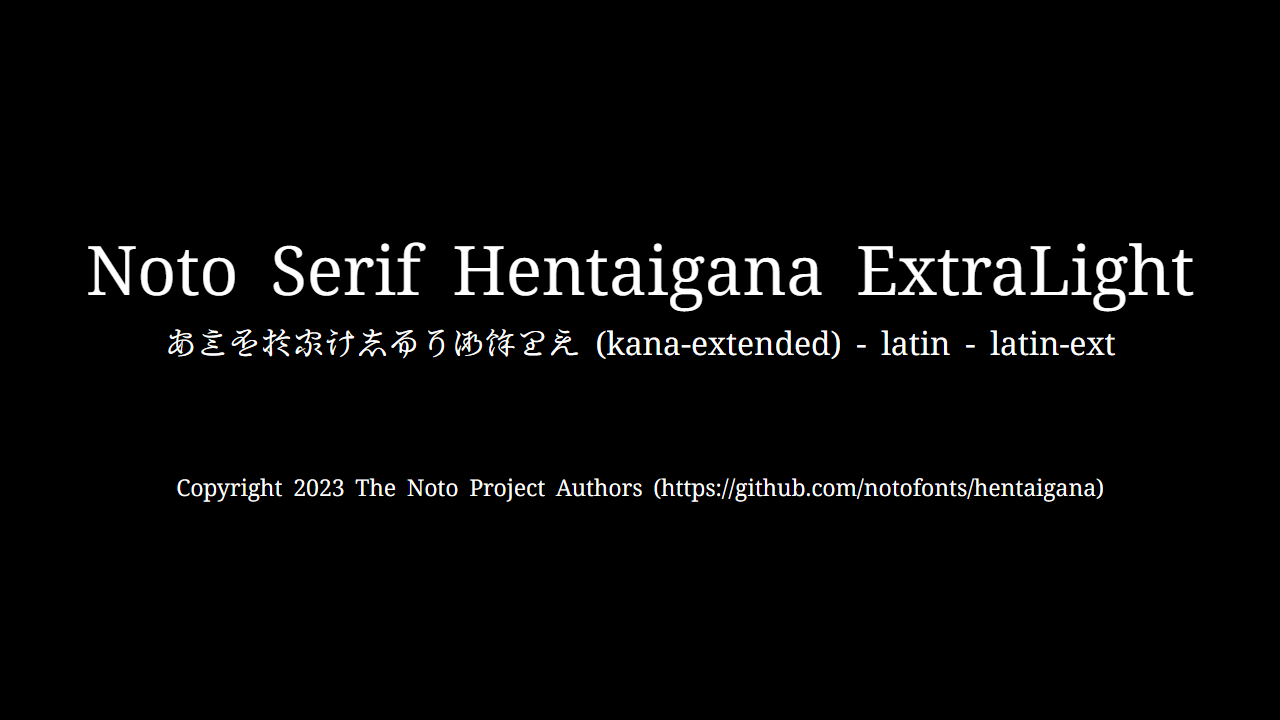 Noto Serif Hentaigana ExtraLight
(kana-extended) - latin - latin-ext
Copyright 2023 The Noto Project Authors (https://github.com/notofonts/hentaigana)